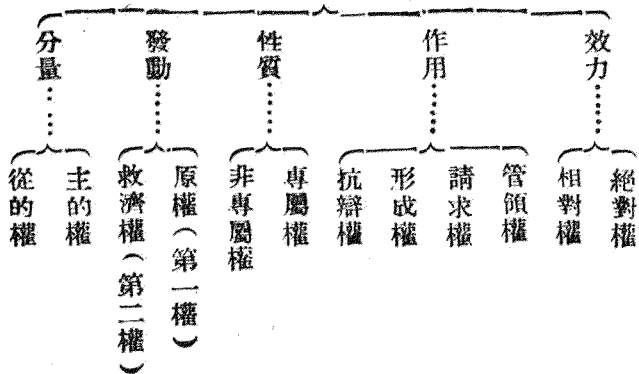 效力……
絕對權
相對權
作用……
管領權
請求權
形成權
抗辯權
性質……
專屬權
非專屬權
發動……
原權(第一權)
救濟權(第二權)
分量……
主的權
從的權